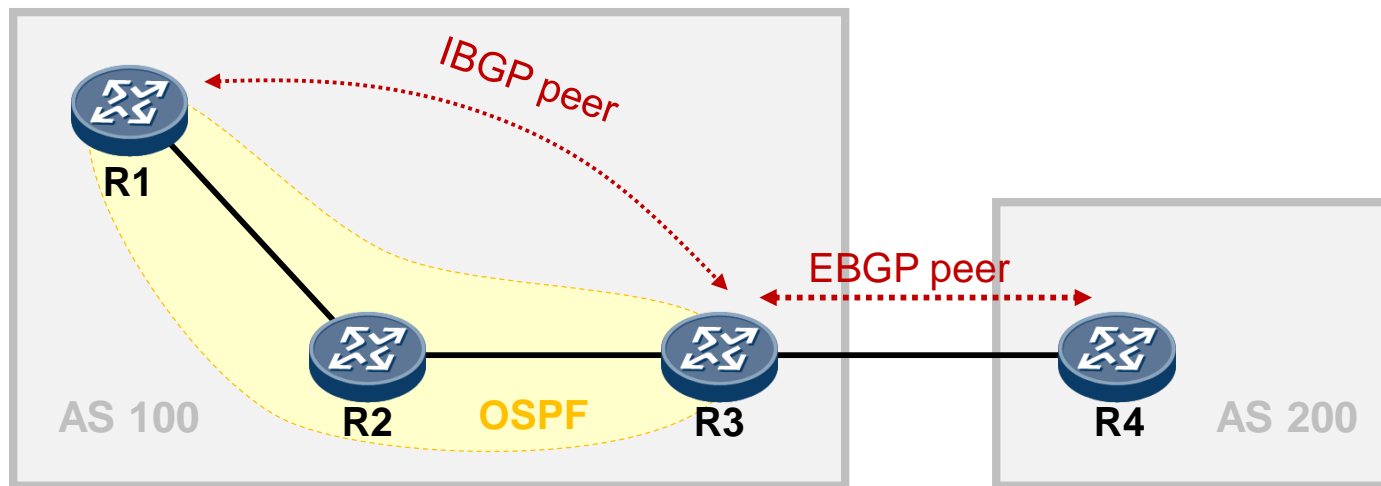 IBGP peer
R1
EBGP peer
AS 100
R2
OSPF
R3
R4
AS 200